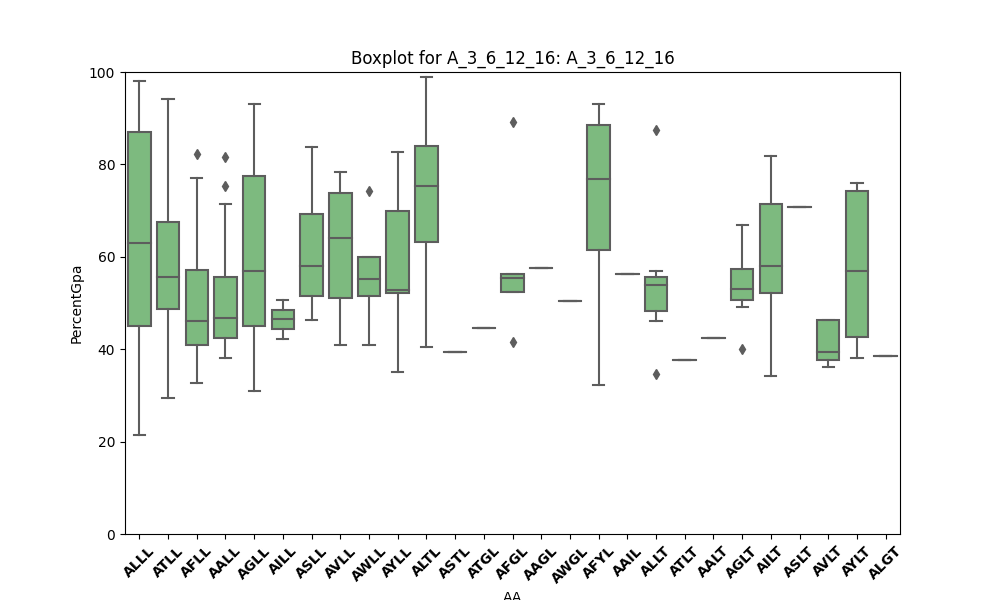 Boxplot for A_3_6_12_16: A_3_6_12_16
100
80
60
40
20
0
PercentGpa
ALLL ATLL AFLL AALL AGLL AILL ASLL AVLL AWLL AYLL ALTL ASTL ATGL AFGL AAGL AWGL AFYL AAIL ALLT ATLT AALT AGLT AILT ASLT AVLT AYLT ALGT
AA